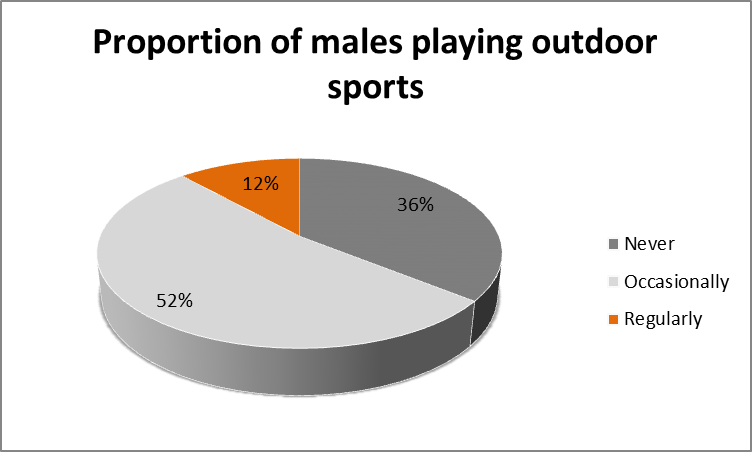 Proportion of males playing outdoor
sports
12%
36%
52%
Never
Occasionally
Regularly